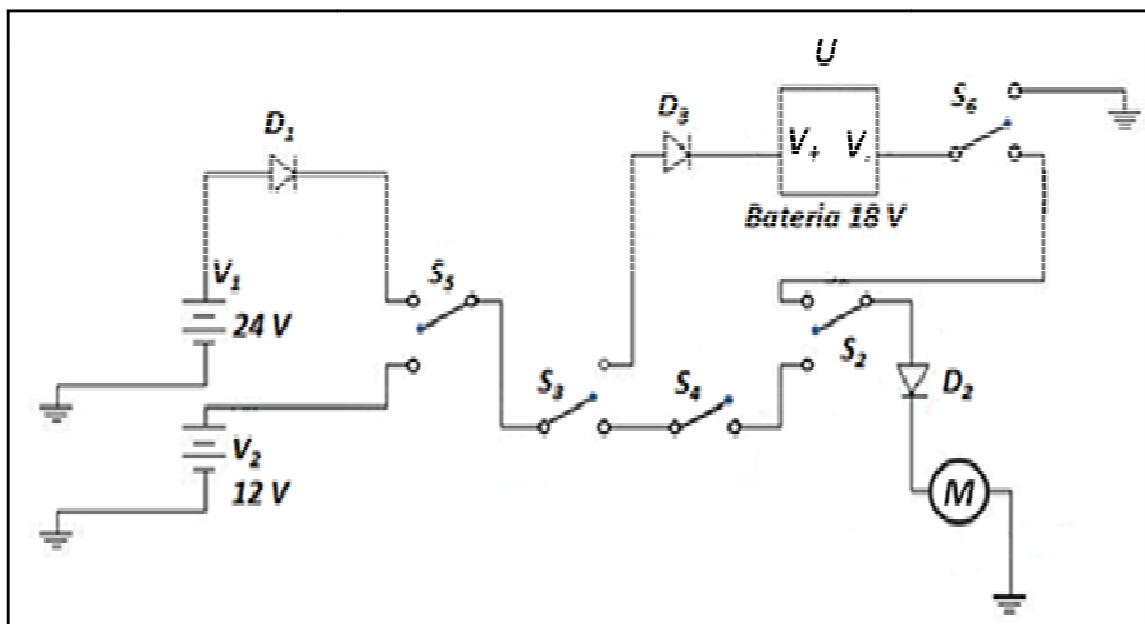 U
S₆
D₃
V₊ V₋
D₁
Bateria 18 V
V₁
24 V
S₅
S₂
S₃
S₄
D₂
V₂
12 V
M